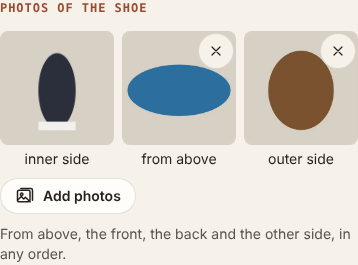 PHOTOS OF THE SHOE
inner side
from above
outer side
Add photos
From above, the front, the back and the other side, in
any order.